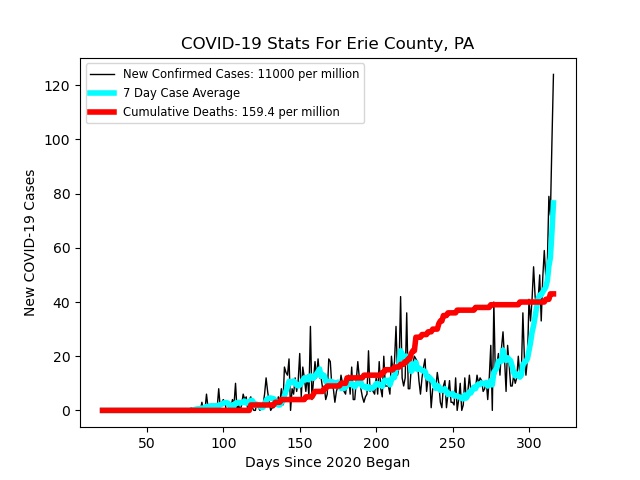 COVID-19 Stats For Erie County, PA
New Confirmed Cases: 11000 per million
7 Day Case Average
Cumulative Deaths: 159.4 per million
New COVID-19 Cases
120
100
80
60
40
20
0
50 100 150 200 250 300
Days Since 2020 Began